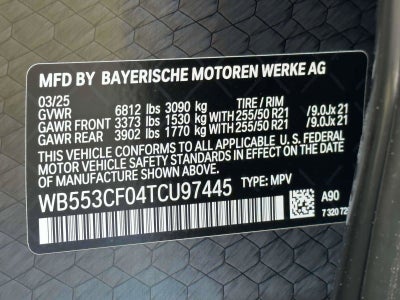 MFD BY BAYERISCHE MOTOREN WERKE AG
03/25
GVWR 6812 lbs 3090 kg TIRE / RIM
GAWR FRONT 3373 lbs 1530 kg WITH 255/50 R21 /9.0Jx 21
GAWR REAR 3902 lbs 1770 kg WITH 255/50 R21 /9.0Jx 21
THIS VEHICLE CONFORMS TO ALL APPLICABLE U. S. FEDERAL
MOTOR VEHICLE SAFETY STANDARDS IN EFFECT ON THE DATE OF
MANUFACTURE SHOWN ABOVE.
WB553CF04TCU97445 TYPE: MPV
A90
7 320 72